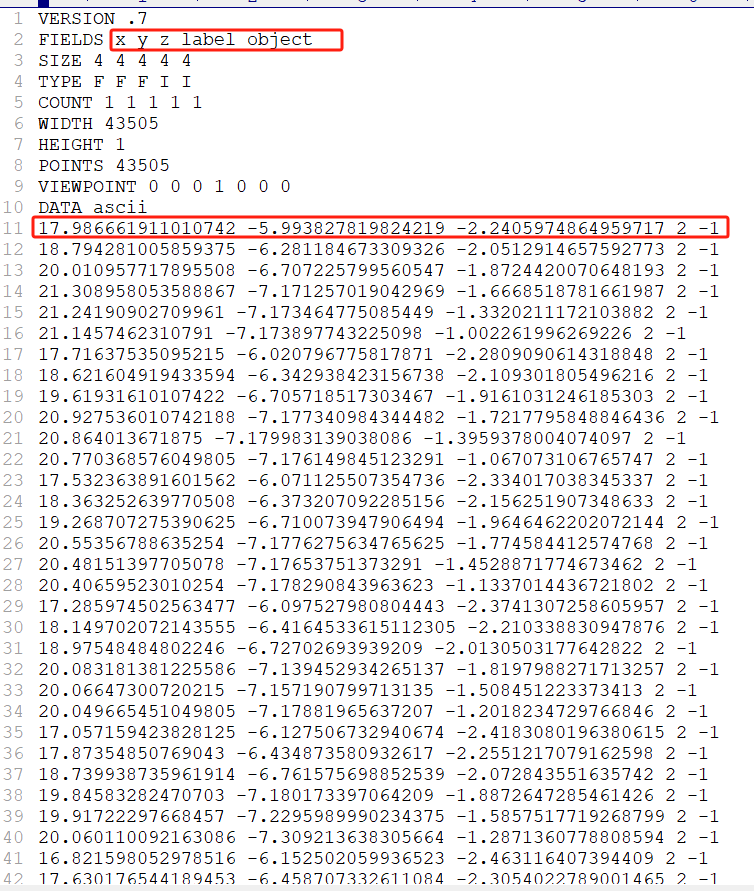 1 VERSION .7
2 FIELDS x y z label object
3 SIZE 4 4 4 4 4
4 TYPE F F F I I
5 COUNT 1 1 1 1 1
6 WIDTH 43505
7 HEIGHT 1
8 POINTS 43505
9 VIEWPOINT 0 0 0 1 0 0 0
10 DATA ascii
11 17.986661911010742 -5.993827819824219 -2.2405974864959717 2 -1
12 18.794281005859375 -6.281184673309326 -2.0512914657592773 2 -1
13 20.010957717895508 -6.707225799560547 -1.8724420070648193 2 -1
14 21.308958053588867 -7.171257019042969 -1.6668518781661987 2 -1
15 21.24190902709961 -7.173464775085449 -1.3320211172103882 2 -1
16 21.1457462310791 -7.173897743225098 -1.002261996269226 2 -1
17 17.71637535095215 -6.020796775817871 -2.2809090614318848 2 -1
18 18.621604919433594 -6.342938423156738 -2.109301805496216 2 -1
19 19.61931610107422 -6.705718517303467 -1.9161031246185303 2 -1
20 20.927536010742188 -7.177340984344482 -1.7217795848846436 2 -1
21 20.864013671875 -7.179983139038086 -1.3959378004074097 2 -1
22 20.770368576049805 -7.176149845123291 -1.067073106765747 2 -1
23 17.532363891601562 -6.071125507354736 -2.334017038345337 2 -1
24 18.363252639770508 -6.373207092285156 -2.156251907348633 2 -1
25 19.268707275390625 -6.710073947906494 -1.9646462202072144 2 -1
26 20.55356788635254 -7.1776275634765625 -1.774584412574768 2 -1
27 20.48151397705078 -7.17653751373291 -1.4528871774673462 2 -1
28 20.40659523010254 -7.178290843963623 -1.1337014436721802 2 -1
29 17.285974502563477 -6.097527980804443 -2.3741307258605957 2 -1
30 18.149702072143555 -6.4164533615112305 -2.210338830947876 2 -1
31 18.97548484802246 -6.72702693939209 -2.0130503177642822 2 -1
32 20.083181381225586 -7.139452934265137 -1.8197988271713257 2 -1
33 20.06647300720215 -7.157190799713135 -1.508451223373413 2 -1
34 20.049665451049805 -7.17881965637207 -1.2018234729766846 2 -1
35 17.057159423828125 -6.127506732940674 -2.4183080196380615 2 -1
36 17.87354850769043 -6.434873580932617 -2.2551217079162598 2 -1
37 18.739938735961914 -6.761575698852539 -2.072843551635742 2 -1
38 19.84583282470703 -7.180173397064209 -1.8872647285461426 2 -1
39 19.91722297668457 -7.2295989990234375 -1.5857517719268799 2 -1
40 20.060110092163086 -7.309213638305664 -1.2871360778808594 2 -1
41 16.821598052978516 -6.152502059936523 -2.463116407394409 2 -1
42 17.630176544189453 -6.458707332611084 -2.3054022789001465 2 -1